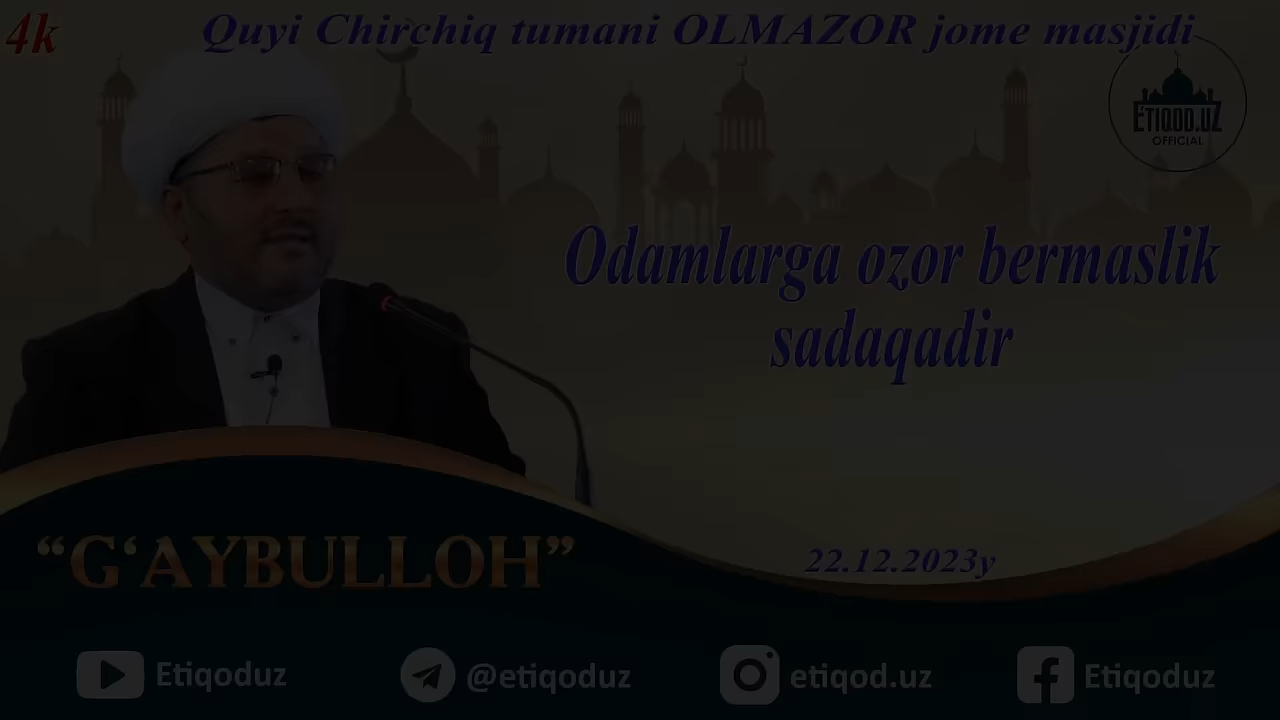 4k
Quyi Chirchiq tumani OLMAZOR jome masjidi
ETIQOD.UZ
OFFICIAL
Odamlarga ozor bermaslik
sadaqadir
“G‘AYBULLOH”
22.12.2023y
Etiqoduz
@etiqoduz
etiqod.uz
Etiqoduz